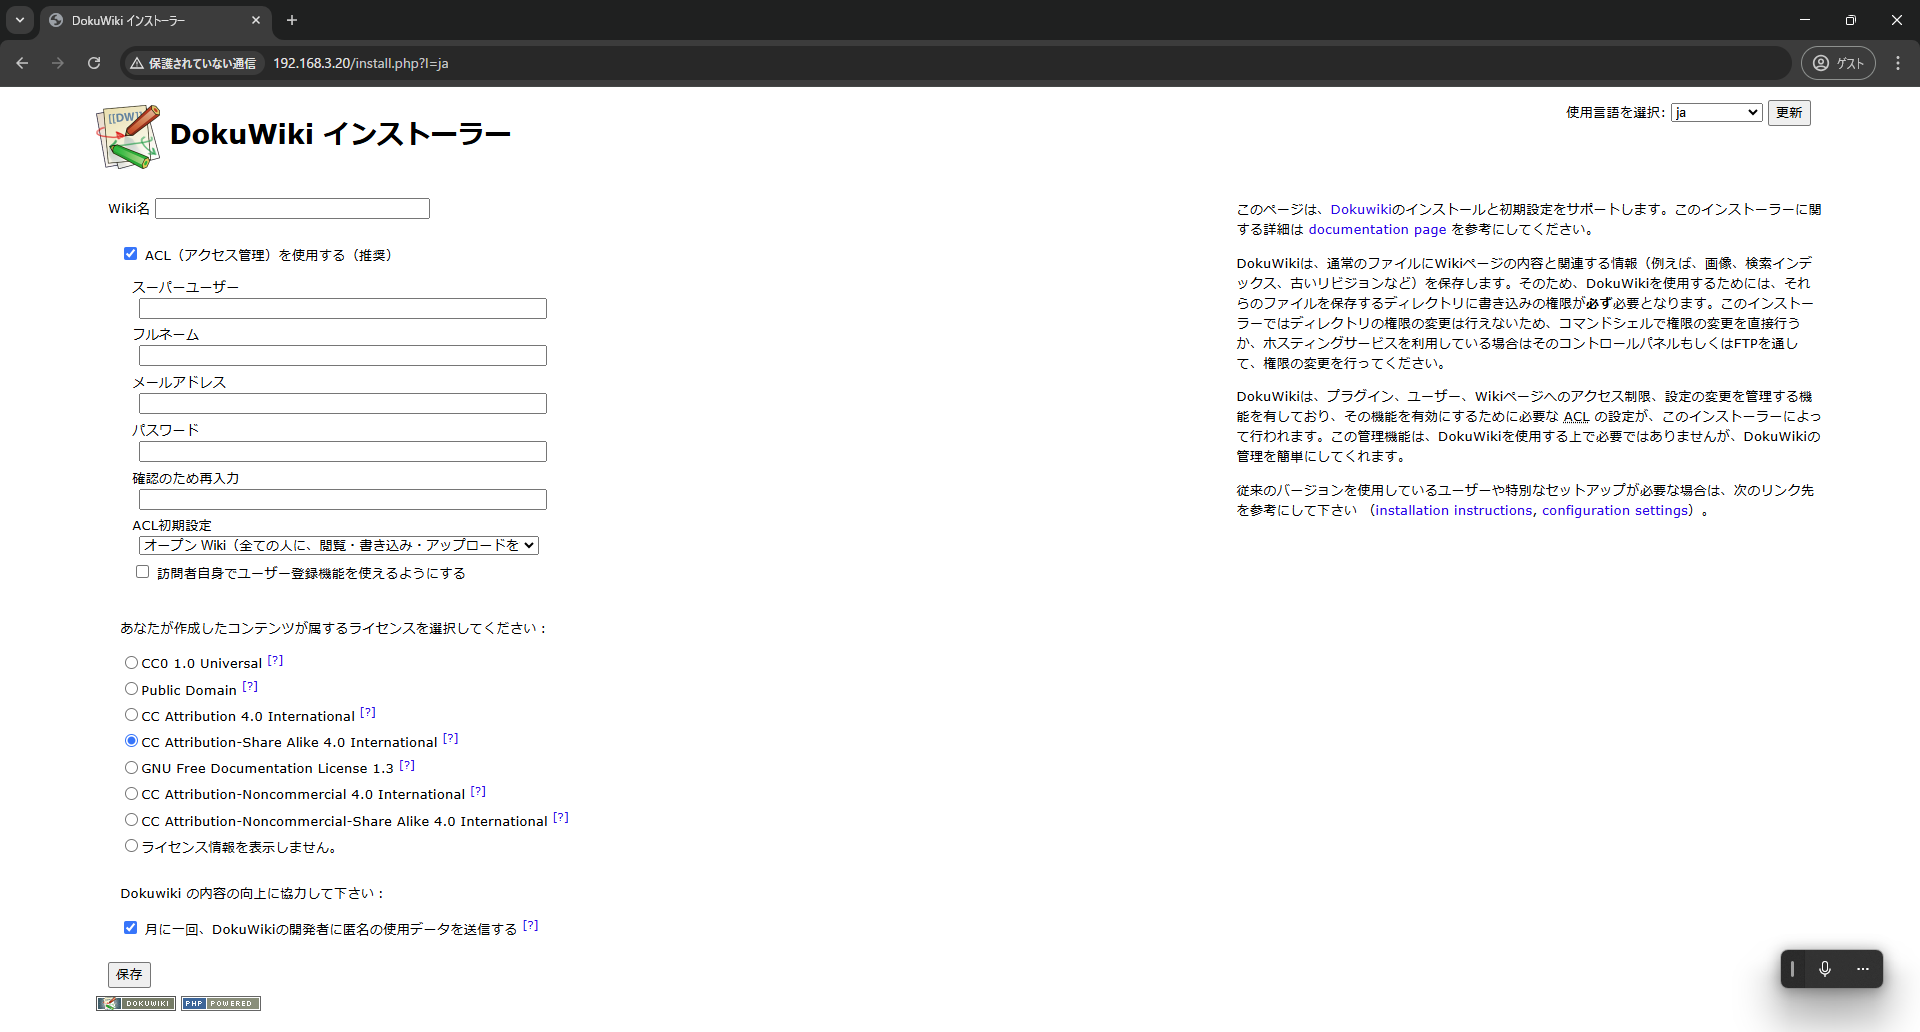 DokuWiki インストーラー
保護されていない通信
192.168.3.20/install.php?l=ja
ゲスト
[[DW]]
DokuWiki インストーラー
使用言語を選択: ja 更新
Wiki名
ACL（アクセス管理）を使用する（推奨）
スーパーユーザー
フルネーム
メールアドレス
パスワード
確認のため再入力
ACL初期設定
オープン Wiki（全ての人に、閲覧・書き込み・アップロードを
訪問者自身でユーザー登録機能を使えるようにする
あなたが作成したコンテンツが属するライセンスを選択してください：
CC0 1.0 Universal [?]
Public Domain [?]
CC Attribution 4.0 International [?]
CC Attribution-Share Alike 4.0 International [?]
GNU Free Documentation License 1.3 [?]
CC Attribution-Noncommercial 4.0 International [?]
CC Attribution-Noncommercial-Share Alike 4.0 International [?]
ライセンス情報を表示しません。
Dokuwiki の内容の向上に協力して下さい：
月に一回、DokuWikiの開発者に匿名の使用データを送信する [?]
保存
DOKUWIKI
PHP POWERED
このページは、Dokuwikiのインストールと初期設定をサポートします。このインストーラーに関
する詳細は documentation page を参考にしてください。
DokuWikiは、通常のファイルにWikiページの内容と関連する情報（例えば、画像、検索インデ
ックス、古いリビジョンなど）を保存します。そのため、DokuWikiを使用するためには、それ
らのファイルを保存するディレクトリに書き込みの権限が必ず必要となります。このインストー
ラーではディレクトリの権限の変更は行えないため、コマンドシェルで権限の変更を直接行う
か、ホスティングサービスを利用している場合はそのコントロールパネルもしくはFTPを通し
て、権限の変更を行ってください。
DokuWikiは、プラグイン、ユーザー、Wikiページへのアクセス制限、設定の変更を管理する機
能を有しており、その機能を有効にするために必要な ACL の設定が、このインストーラーによっ
て行われます。この管理機能は、DokuWikiを使用する上で必要ではありませんが、DokuWikiの
管理を簡単にしてくれます。
従来のバージョンを使用しているユーザーや特別なセットアップが必要な場合は、次のリンク先
を参考にして下さい （installation instructions, configuration settings）。